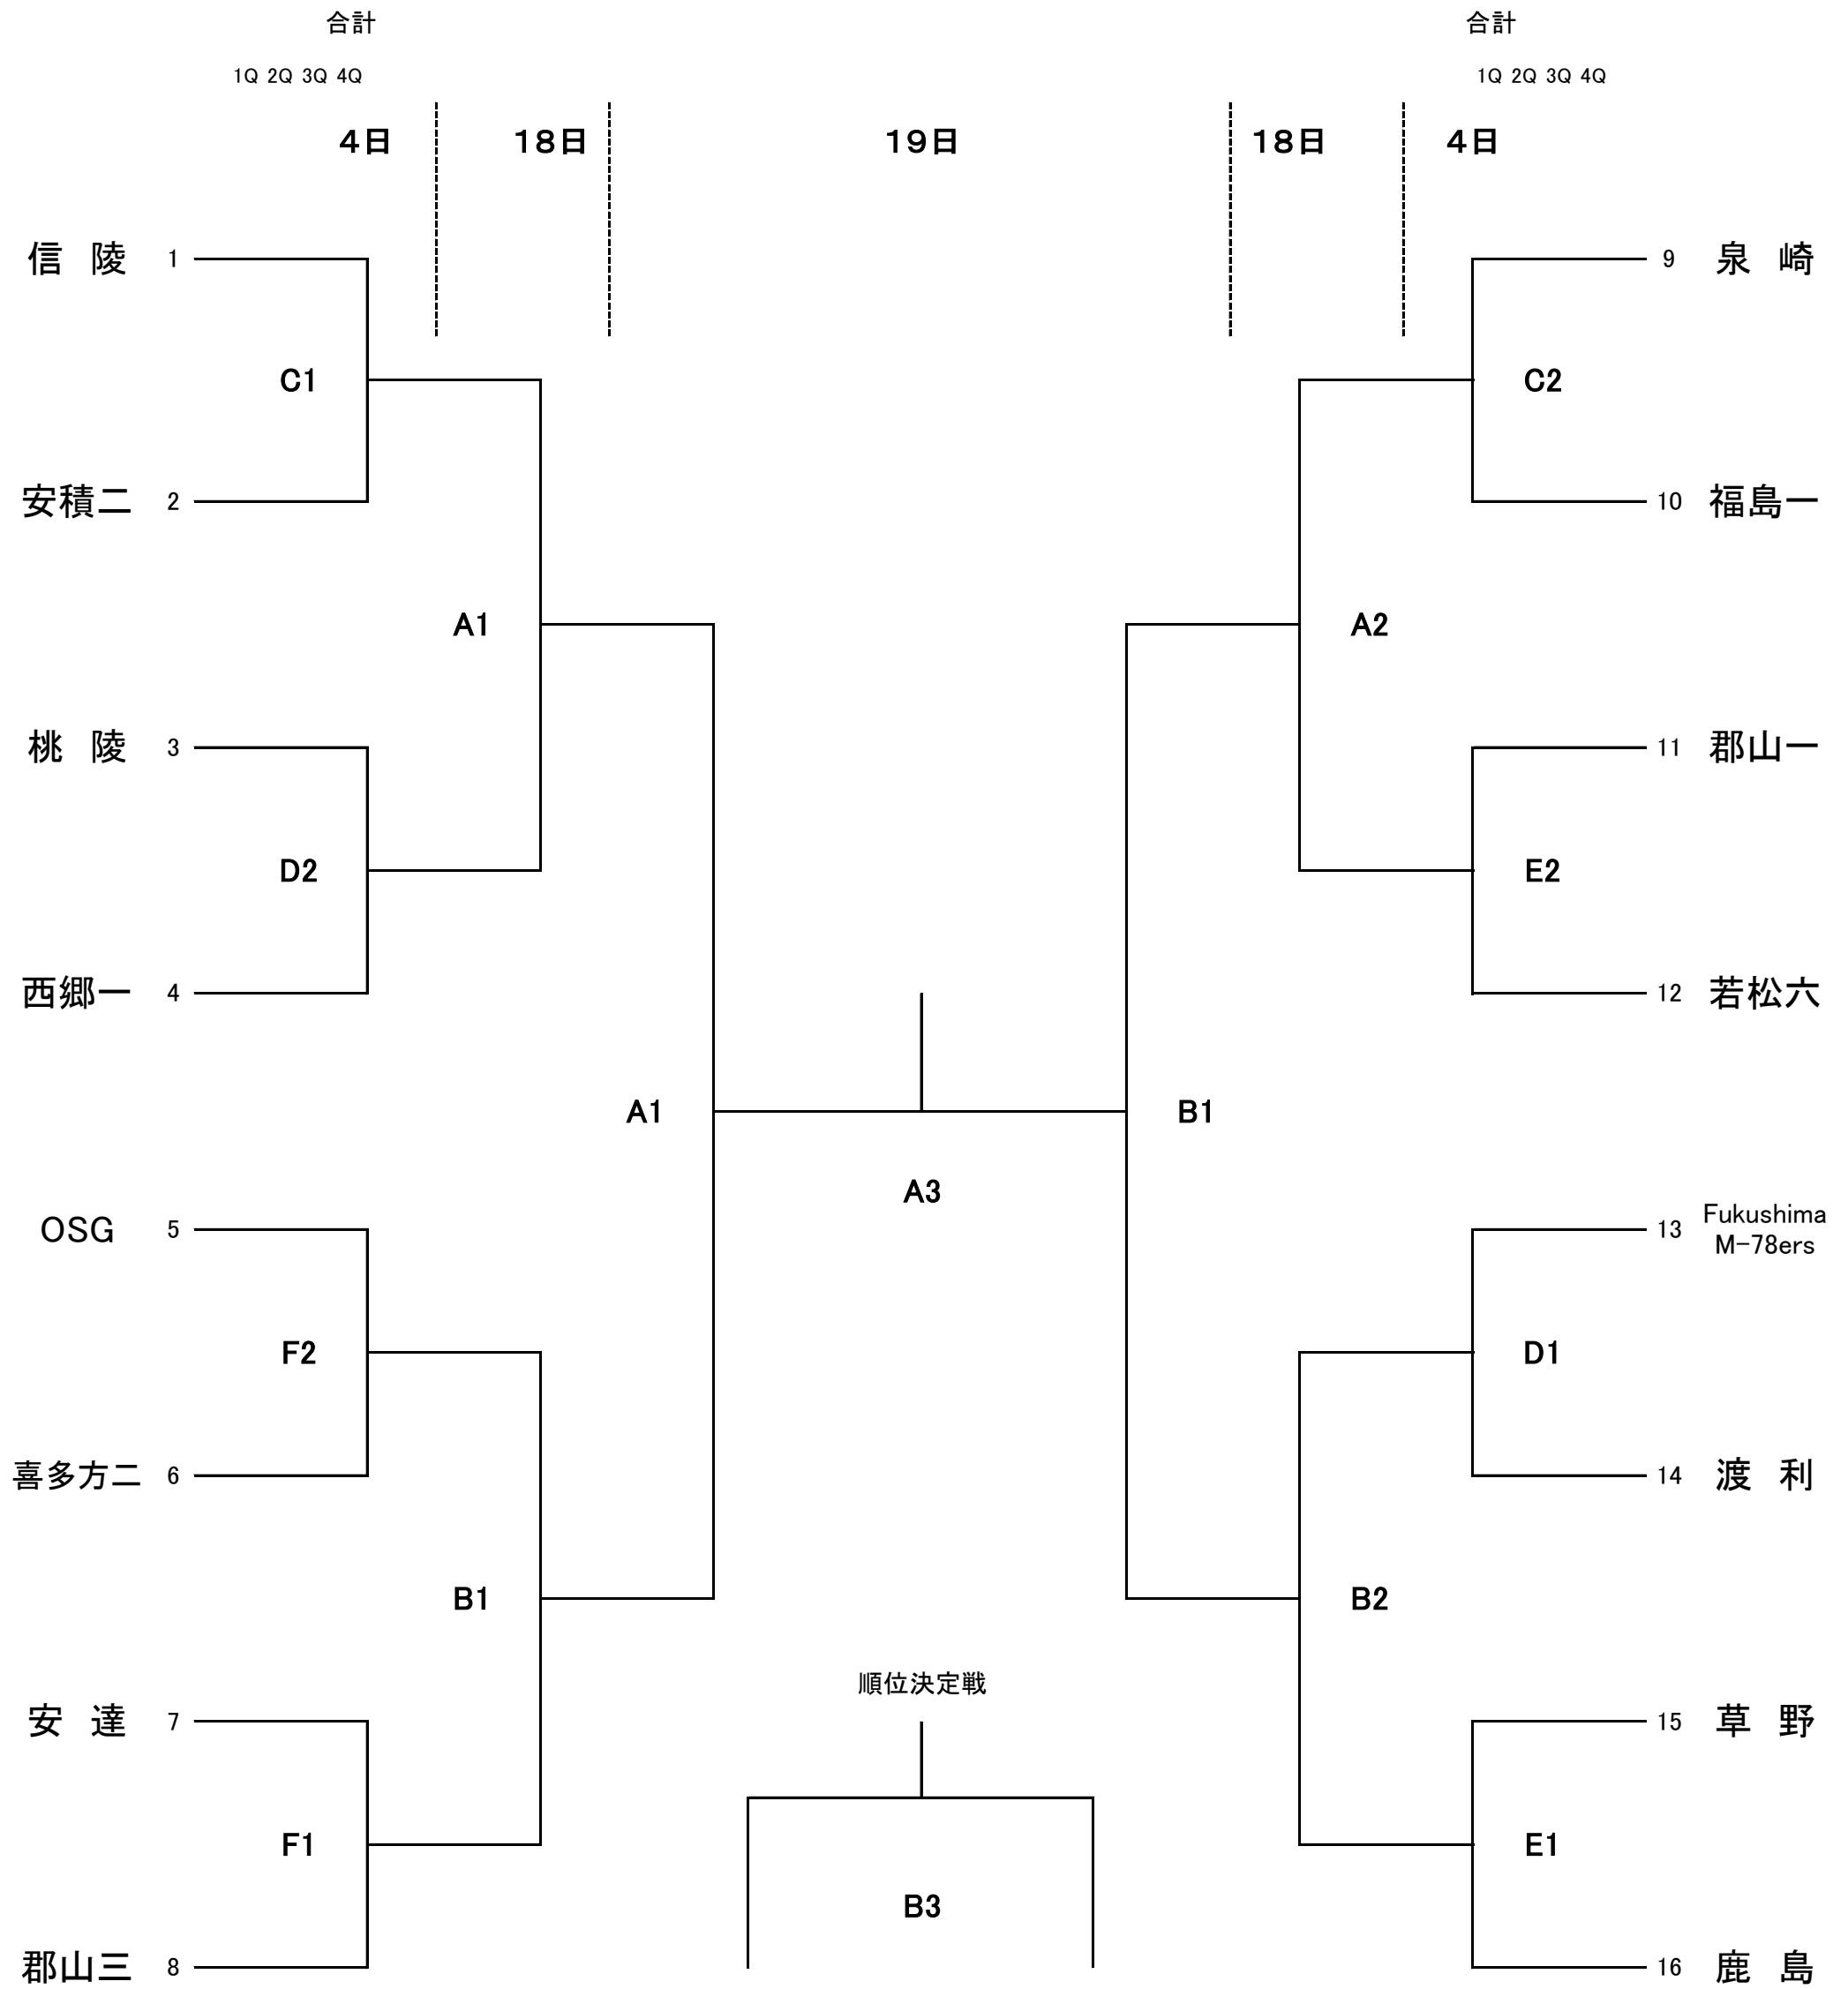 合計 合計
1Q 2Q 3Q 4Q 1Q 2Q 3Q 4Q
4日 18日 19日 18日 4日
信 陵 1 9 泉 崎
C1 C2
安積二 2 10 福島一
A1 A2
桃 陵 3 11 郡山一
D2 E2
西郷一 4 12 若松六
A1 B1
A3
OSG 5 13 Fukushima
M-78ers
F2 D1
喜多方二 6 14 渡 利
B1 B2
順位決定戦
安 達 7 15 草 野
F1 E1
B3
郡山三 8 16 鹿 島